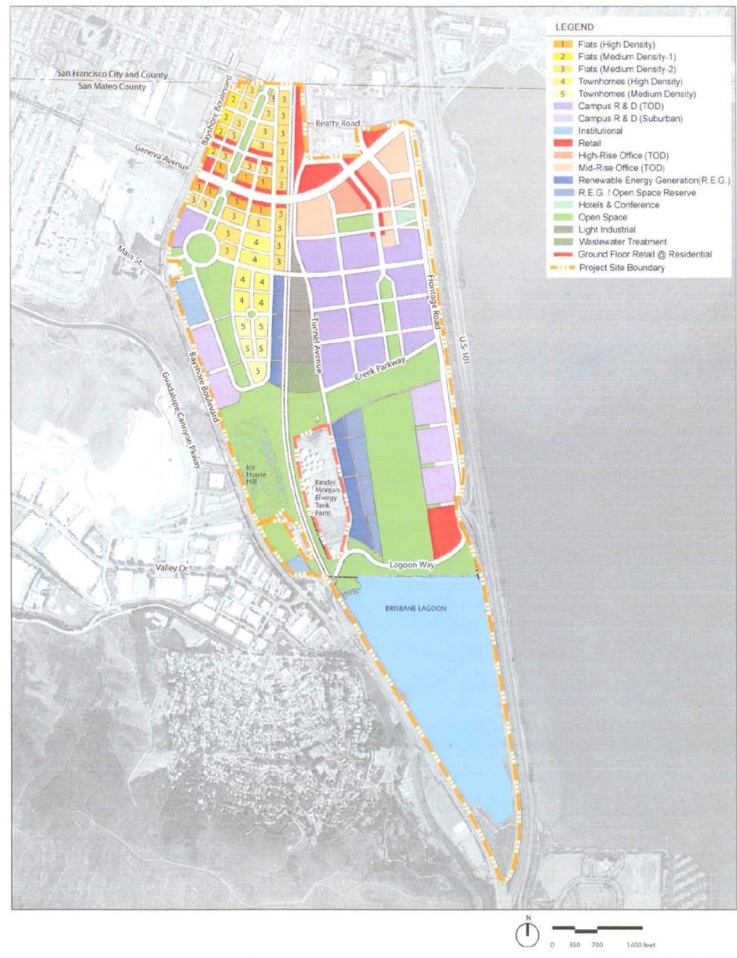 LEGEND
1 Flats (High Density)
2 Flats (Medium Density-1)
3 Flats (Medium Density-2)
4 Townhomes (High Density)
5 Townhomes (Medium Density)
Campus R & D (TOD)
Campus R & D (Suburban)
Institutional
Retail
High-Rise Office (TOD)
Mid-Rise Office (TOD)
Renewable Energy Generation(R.E.G.)
R.E.G. / Open Space Reserve
Hotels & Conference
Open Space
Light Industrial
Wastewater Treatment
Ground Floor Retail @ Residential
Project Site Boundary
San Francisco City and County
San Mateo County
Bayshore Boulevard
Beatty Road
Geneva Avenue
Main St.
Frontage Road
U.S. 101
Tunnel Avenue
Creek Parkway
Bayshore Boulevard
Guadalupe Cannyon Pkway
Ice
House
Hill
Kinder
Morgan
Energy
Tank
Farm
Valley Dr
Lagoon Way
BRISBANE LAGOON
N
0 350 700 1400 feet